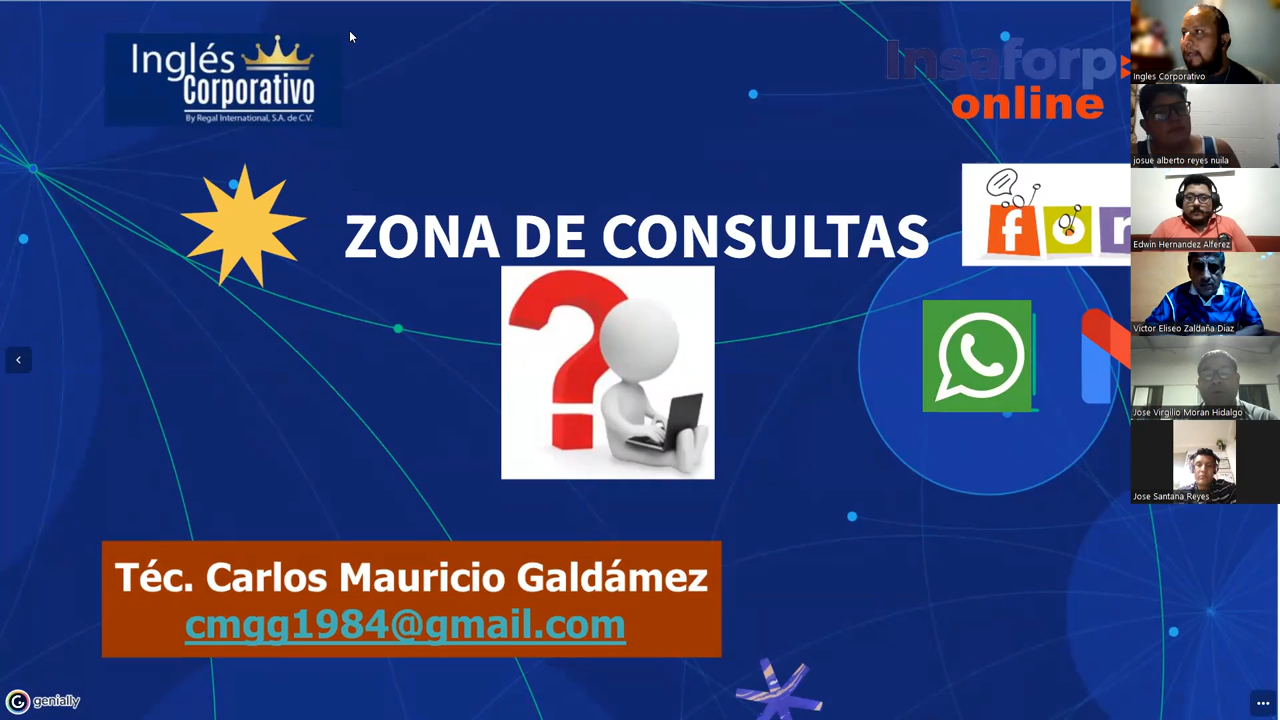 Inglés
Corporativo
By Regal International, S.A. de C.V.
Insaforp
online
ZONA DE CONSULTAS
for
Téc. Carlos Mauricio Galdámez
cmgg1984@gmail.com
genially
Ingles Corporativo
josue alberto reyes nuila
Edwin Hernandez Alferez
Victor Eliseo Zaldaña Diaz
Jose Virgilio Moran Hidalgo
Jose Santana Reyes